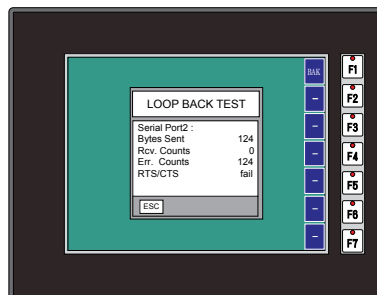 BAK
F1
LOOP BACK TEST
F2
Serial Port2 :
Bytes Sent 124
Rcv. Counts 0
Err. Counts 124
RTS/CTS fail
F3
F4
F5
ESC
F6
F7